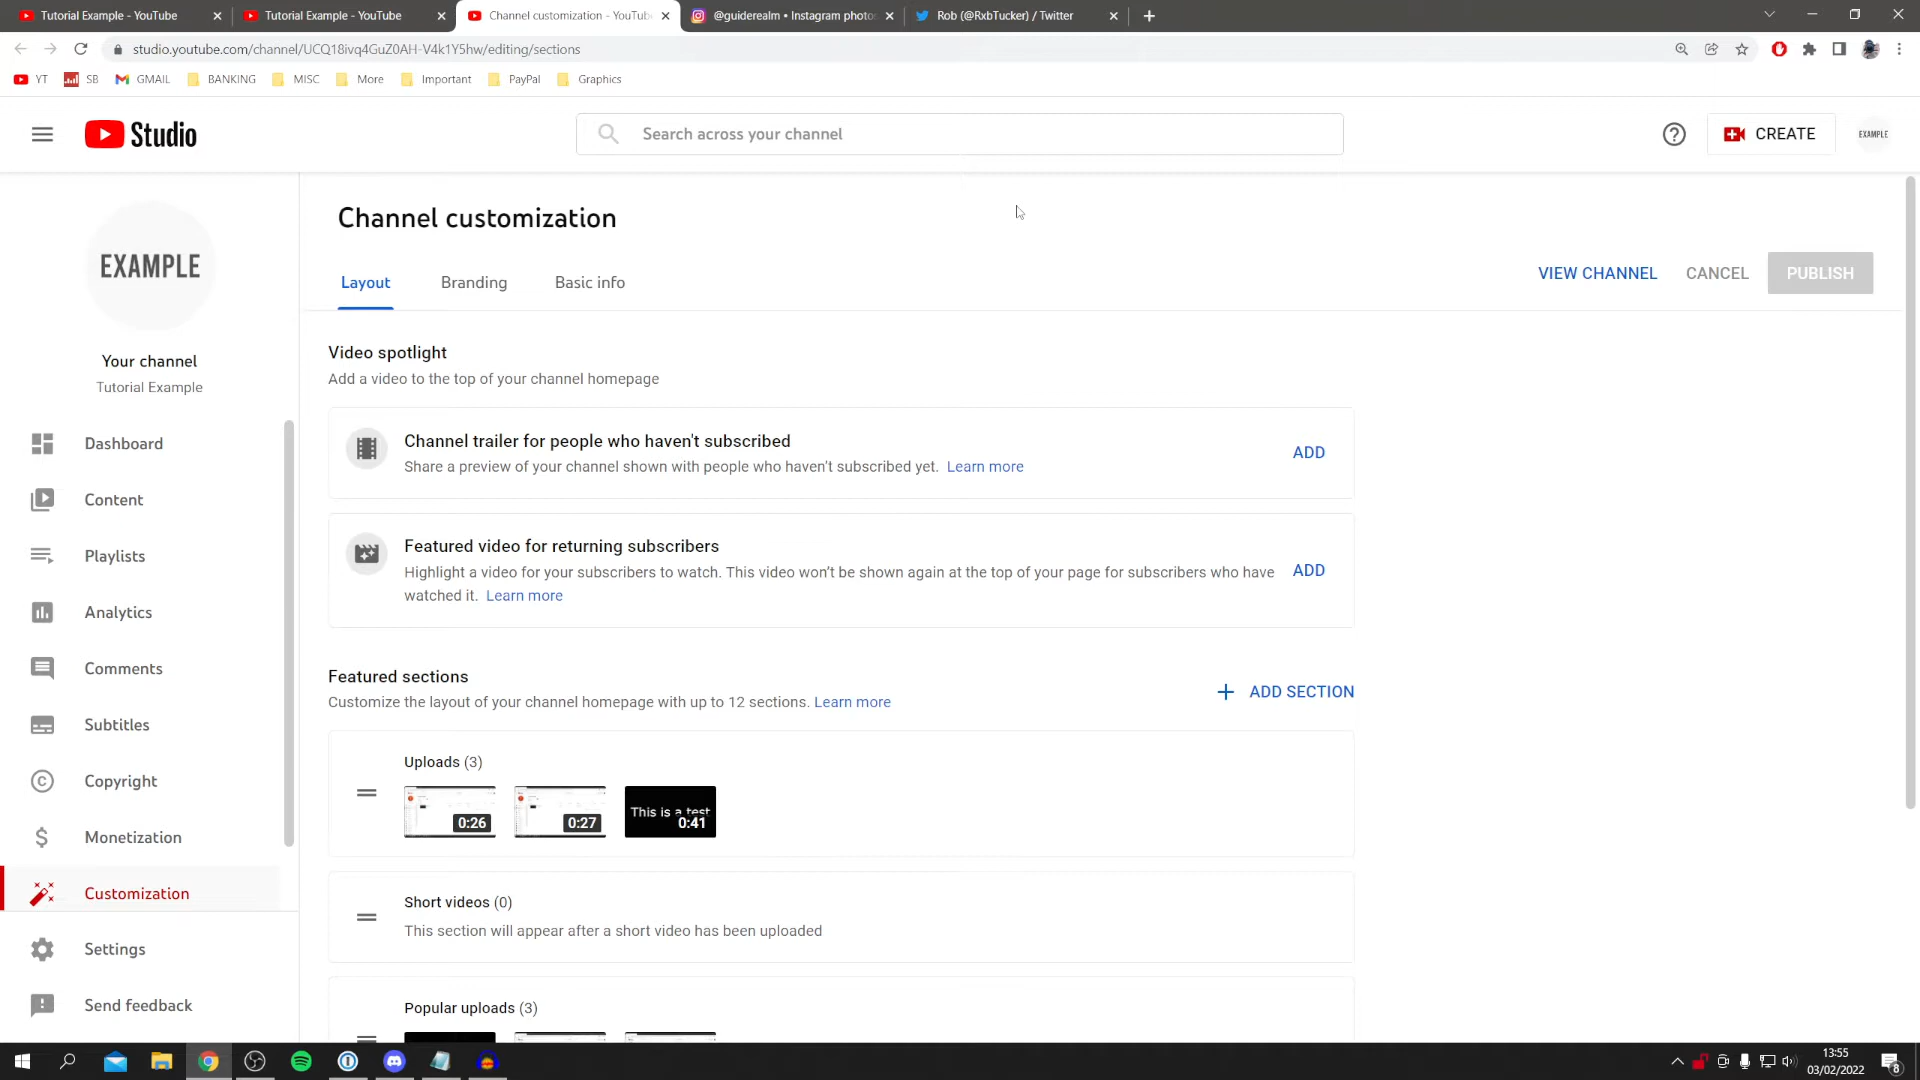 Tutorial Example - YouTube
Tutorial Example - YouTube
Channel customization - YouTub
@guiderealm • Instagram photos
Rob (@RxbTucker) / Twitter
studio.youtube.com/channel/UCQ18ivq4GuZ0AH-V4k1Y5hw/editing/sections
YT
SB
GMAIL
BANKING
MISC
More
Important
PayPal
Graphics
Studio
Search across your channel
CREATE
EXAMPLE
EXAMPLE
Your channel
Tutorial Example
Dashboard
Content
Playlists
Analytics
Comments
Subtitles
Copyright
Monetization
Customization
Settings
Send feedback
Channel customization
Layout
Branding
Basic info
VIEW CHANNEL
CANCEL
PUBLISH
Video spotlight
Add a video to the top of your channel homepage
Channel trailer for people who haven't subscribed
Share a preview of your channel shown with people who haven't subscribed yet. Learn more
ADD
Featured video for returning subscribers
Highlight a video for your subscribers to watch. This video won't be shown again at the top of your page for subscribers who have
watched it. Learn more
ADD
Featured sections
Customize the layout of your channel homepage with up to 12 sections. Learn more
ADD SECTION
Uploads (3)
0:26
0:27
This is a test
0:41
Short videos (0)
This section will appear after a short video has been uploaded
Popular uploads (3)
13:55
03/02/2022
8